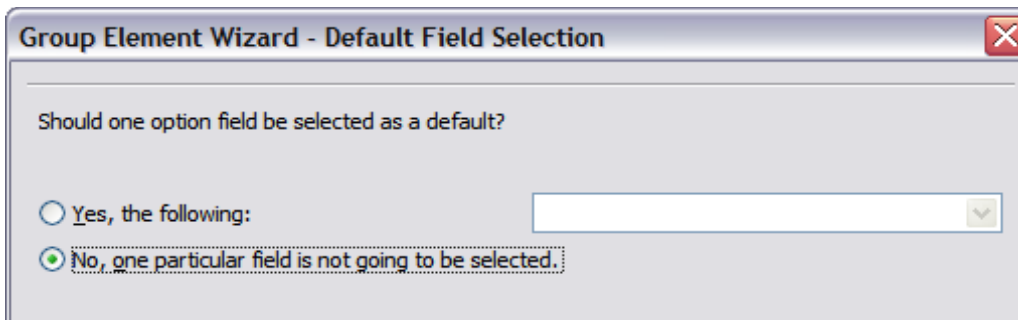 Group Element Wizard - Default Field Selection
Should one option field be selected as a default?
Yes, the following:
No, one particular field is not going to be selected.